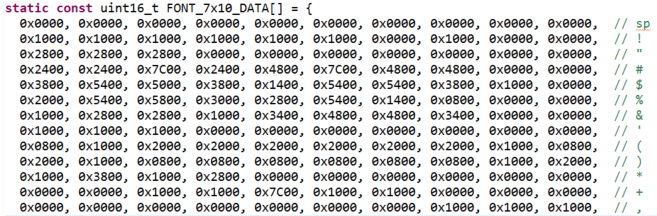 static const uint16_t FONT_7x10_DATA[] = {
0x0000, 0x0000, 0x0000, 0x0000, 0x0000, 0x0000, 0x0000, 0x0000, 0x0000, 0x0000, // sp
0x1000, 0x1000, 0x1000, 0x1000, 0x1000, 0x1000, 0x0000, 0x1000, 0x0000, 0x0000, // !
0x2800, 0x2800, 0x2800, 0x0000, 0x0000, 0x0000, 0x0000, 0x0000, 0x0000, 0x0000, // "
0x2400, 0x2400, 0x7C00, 0x2400, 0x4800, 0x7C00, 0x4800, 0x4800, 0x0000, 0x0000, // #
0x3800, 0x5400, 0x5000, 0x3800, 0x1400, 0x5400, 0x5400, 0x3800, 0x1000, 0x0000, // $
0x2000, 0x5400, 0x5800, 0x3000, 0x2800, 0x5400, 0x1400, 0x0800, 0x0000, 0x0000, // %
0x1000, 0x2800, 0x2800, 0x1000, 0x3400, 0x4800, 0x4800, 0x3400, 0x0000, 0x0000, // &
0x1000, 0x1000, 0x1000, 0x0000, 0x0000, 0x0000, 0x0000, 0x0000, 0x0000, 0x0000, // '
0x0800, 0x1000, 0x2000, 0x2000, 0x2000, 0x2000, 0x2000, 0x2000, 0x1000, 0x0800, // (
0x2000, 0x1000, 0x0800, 0x0800, 0x0800, 0x0800, 0x0800, 0x0800, 0x1000, 0x2000, // )
0x1000, 0x3800, 0x1000, 0x2800, 0x0000, 0x0000, 0x0000, 0x0000, 0x0000, 0x0000, // *
0x0000, 0x0000, 0x1000, 0x1000, 0x7C00, 0x1000, 0x1000, 0x0000, 0x0000, 0x0000, // +
0x0000, 0x0000, 0x0000, 0x0000, 0x0000, 0x0000, 0x0000, 0x1000, 0x1000, 0x1000, // ,